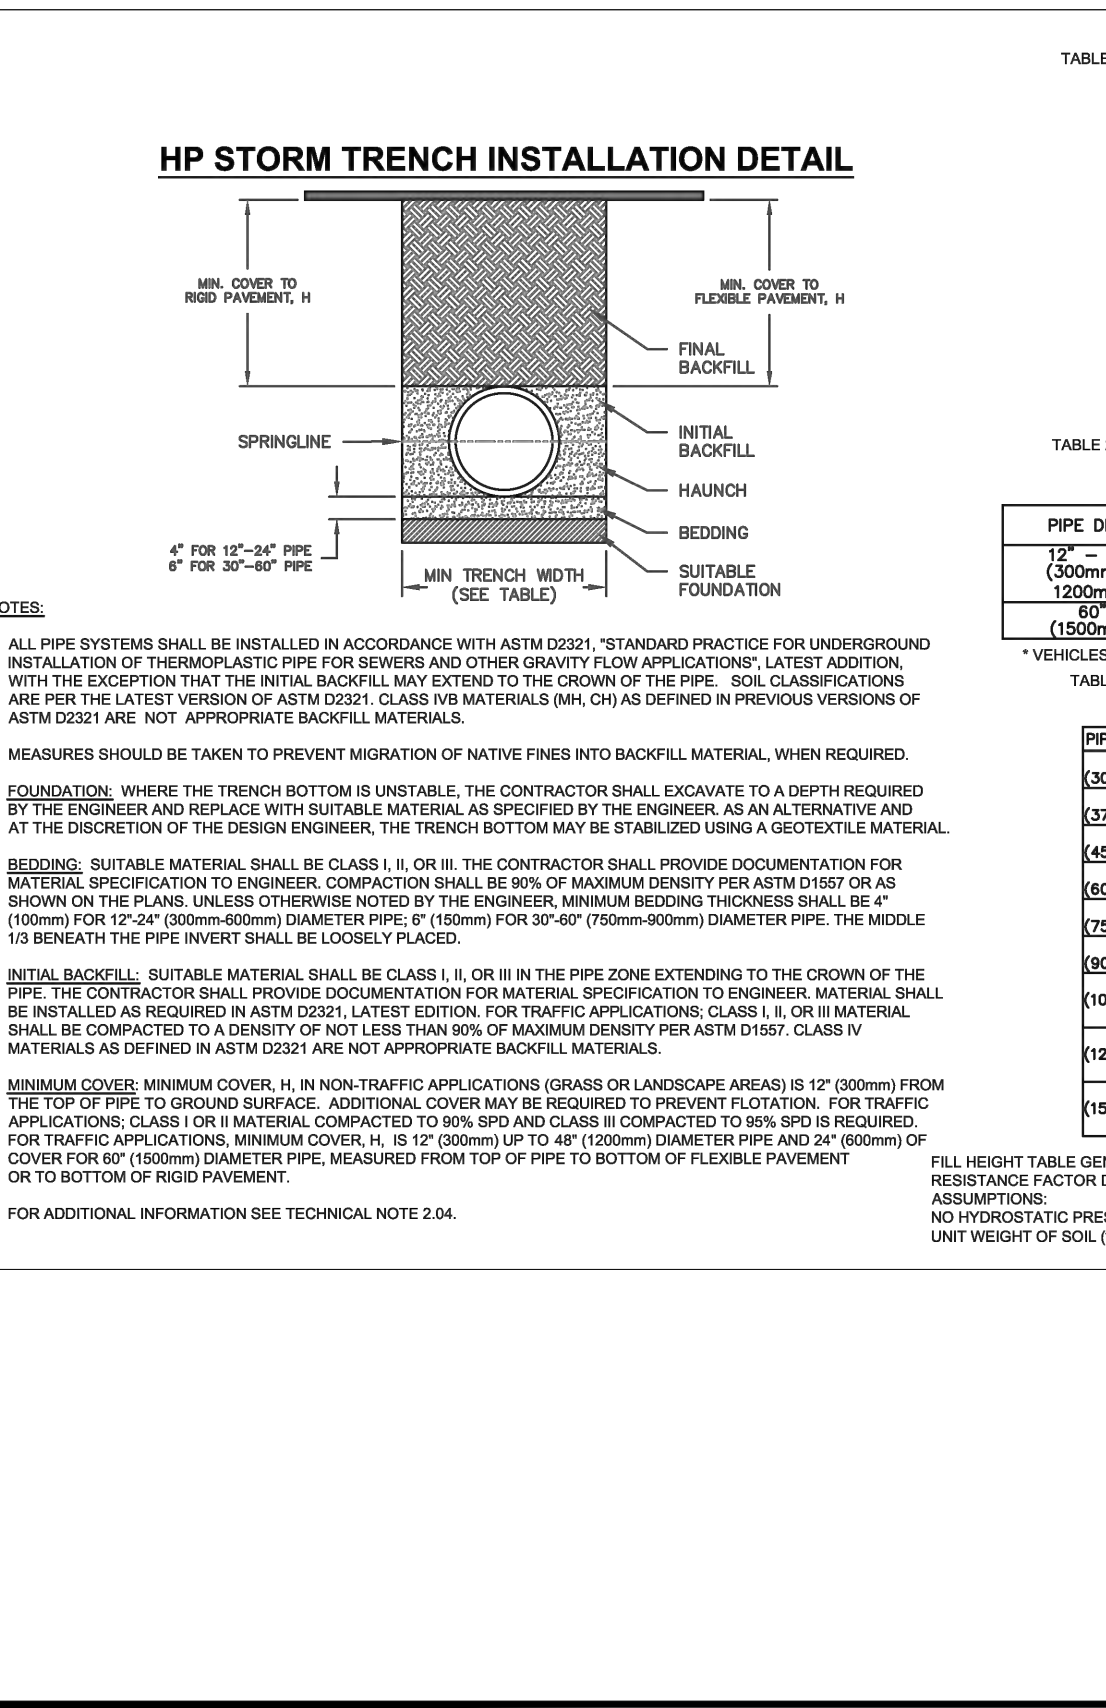 TABLE
HP STORM TRENCH INSTALLATION DETAIL
MIN. COVER TO
RIGID PAVEMENT, H
MIN. COVER TO
FLEXIBLE PAVEMENT, H
FINAL
BACKFILL
SPRINGLINE
INITIAL
BACKFILL
HAUNCH
BEDDING
4" FOR 12"-24" PIPE
6" FOR 30"-60" PIPE
MIN TRENCH WIDTH
(SEE TABLE)
SUITABLE
FOUNDATION
OTES:
ALL PIPE SYSTEMS SHALL BE INSTALLED IN ACCORDANCE WITH ASTM D2321, "STANDARD PRACTICE FOR UNDERGROUND
INSTALLATION OF THERMOPLASTIC PIPE FOR SEWERS AND OTHER GRAVITY FLOW APPLICATIONS", LATEST ADDITION,
WITH THE EXCEPTION THAT THE INITIAL BACKFILL MAY EXTEND TO THE CROWN OF THE PIPE. SOIL CLASSIFICATIONS
ARE PER THE LATEST VERSION OF ASTM D2321. CLASS IVB MATERIALS (MH, CH) AS DEFINED IN PREVIOUS VERSIONS OF
ASTM D2321 ARE NOT APPROPRIATE BACKFILL MATERIALS.
MEASURES SHOULD BE TAKEN TO PREVENT MIGRATION OF NATIVE FINES INTO BACKFILL MATERIAL, WHEN REQUIRED.
FOUNDATION: WHERE THE TRENCH BOTTOM IS UNSTABLE, THE CONTRACTOR SHALL EXCAVATE TO A DEPTH REQUIRED
BY THE ENGINEER AND REPLACE WITH SUITABLE MATERIAL AS SPECIFIED BY THE ENGINEER. AS AN ALTERNATIVE AND
AT THE DISCRETION OF THE DESIGN ENGINEER, THE TRENCH BOTTOM MAY BE STABILIZED USING A GEOTEXTILE MATERIAL.
BEDDING: SUITABLE MATERIAL SHALL BE CLASS I, II, OR III. THE CONTRACTOR SHALL PROVIDE DOCUMENTATION FOR
MATERIAL SPECIFICATION TO ENGINEER. COMPACTION SHALL BE 90% OF MAXIMUM DENSITY PER ASTM D1557 OR AS
SHOWN ON THE PLANS. UNLESS OTHERWISE NOTED BY THE ENGINEER, MINIMUM BEDDING THICKNESS SHALL BE 4"
(100mm) FOR 12"-24" (300mm-600mm) DIAMETER PIPE; 6" (150mm) FOR 30"-60" (750mm-900mm) DIAMETER PIPE. THE MIDDLE
1/3 BENEATH THE PIPE INVERT SHALL BE LOOSELY PLACED.
INITIAL BACKFILL: SUITABLE MATERIAL SHALL BE CLASS I, II, OR III IN THE PIPE ZONE EXTENDING TO THE CROWN OF THE
PIPE. THE CONTRACTOR SHALL PROVIDE DOCUMENTATION FOR MATERIAL SPECIFICATION TO ENGINEER. MATERIAL SHALL
BE INSTALLED AS REQUIRED IN ASTM D2321, LATEST EDITION. FOR TRAFFIC APPLICATIONS; CLASS I, II, OR III MATERIAL
SHALL BE COMPACTED TO A DENSITY OF NOT LESS THAN 90% OF MAXIMUM DENSITY PER ASTM D1557. CLASS IV
MATERIALS AS DEFINED IN ASTM D2321 ARE NOT APPROPRIATE BACKFILL MATERIALS.
MINIMUM COVER: MINIMUM COVER, H, IN NON-TRAFFIC APPLICATIONS (GRASS OR LANDSCAPE AREAS) IS 12" (300mm) FROM
THE TOP OF PIPE TO GROUND SURFACE. ADDITIONAL COVER MAY BE REQUIRED TO PREVENT FLOTATION. FOR TRAFFIC
APPLICATIONS; CLASS I OR II MATERIAL COMPACTED TO 90% SPD AND CLASS III COMPACTED TO 95% SPD IS REQUIRED.
FOR TRAFFIC APPLICATIONS, MINIMUM COVER, H, IS 12" (300mm) UP TO 48" (1200mm) DIAMETER PIPE AND 24" (600mm) OF
COVER FOR 60" (1500mm) DIAMETER PIPE, MEASURED FROM TOP OF PIPE TO BOTTOM OF FLEXIBLE PAVEMENT
OR TO BOTTOM OF RIGID PAVEMENT.
FOR ADDITIONAL INFORMATION SEE TECHNICAL NOTE 2.04.
TABLE
PIPE D
12" -
(300m
1200m
60"
(1500m
* VEHICLES
TABL
PIP
(30
(37
(45
(60
(75
(90
(10
(12
(15
FILL HEIGHT TABLE GE
RESISTANCE FACTOR
ASSUMPTIONS:
NO HYDROSTATIC PRE
UNIT WEIGHT OF SOIL (